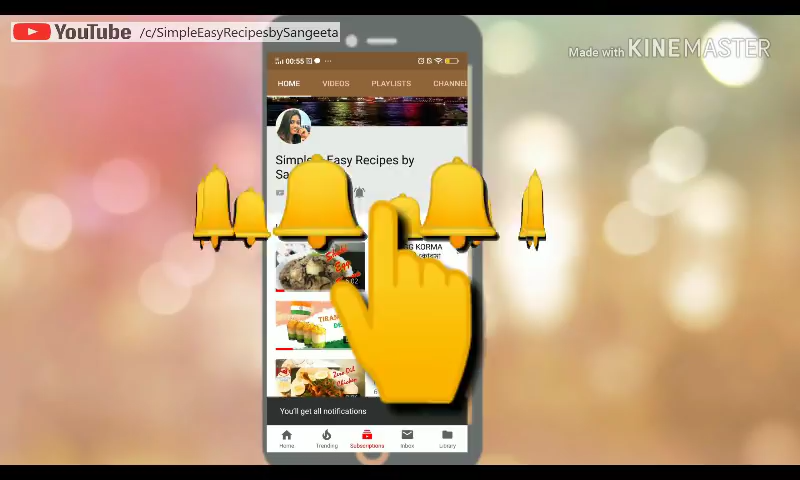 YouTube /c/SimpleEasyRecipesbySangeeta
Made with KINEMASTER
00:55
HOME VIDEOS PLAYLISTS CHANNEL
Simple Easy Recipes by
KORMA
You'll get all notifications
Home Trending Subscriptions Inbox Library